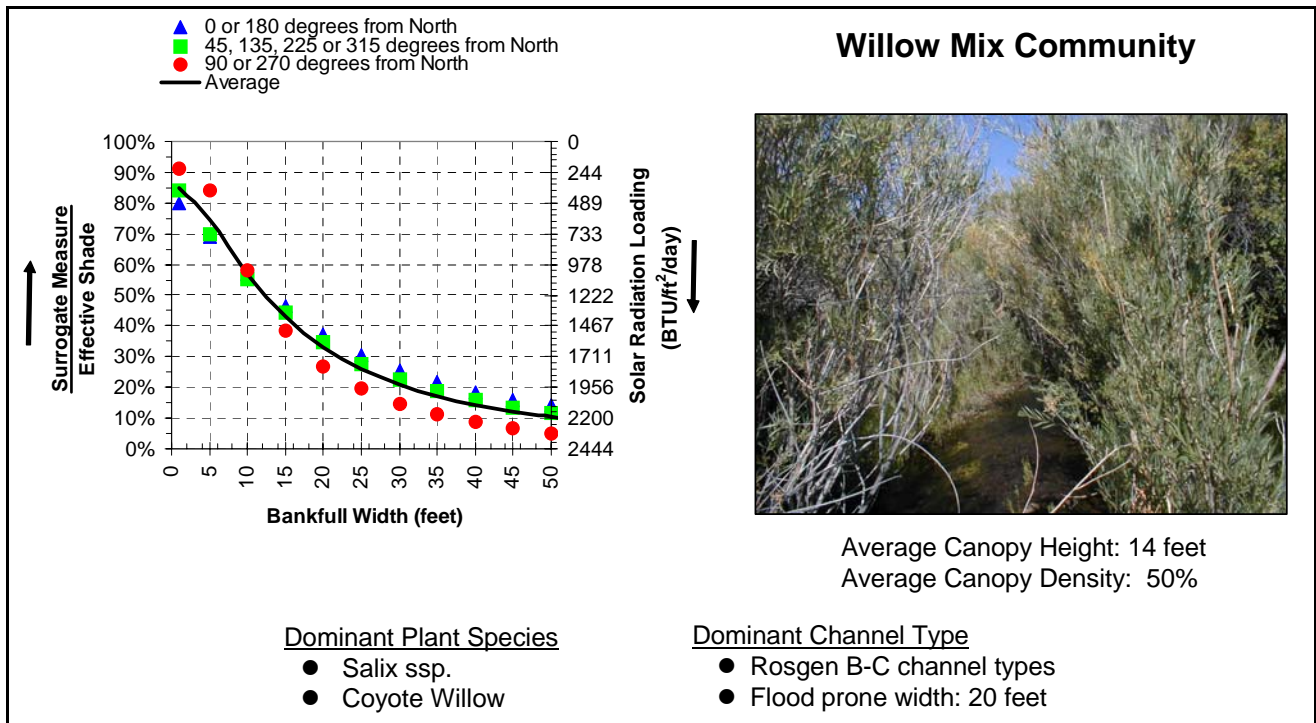 0 or 180 degrees from North
45, 135, 225 or 315 degrees from North
90 or 270 degrees from North
Average
Willow Mix Community
Surrogate Measure
Effective Shade
100%
90%
80%
70%
60%
50%
40%
30%
20%
10%
0%
0
244
489
733
978
1222
1467
1711
1956
2200
2444
Solar Radiation Loading
(BTU/ft²/day)
0 5 10 15 20 25 30 35 40 45 50
Bankfull Width (feet)
Average Canopy Height: 14 feet
Average Canopy Density: 50%
Dominant Plant Species
● Salix ssp.
● Coyote Willow
Dominant Channel Type
● Rosgen B-C channel types
● Flood prone width: 20 feet